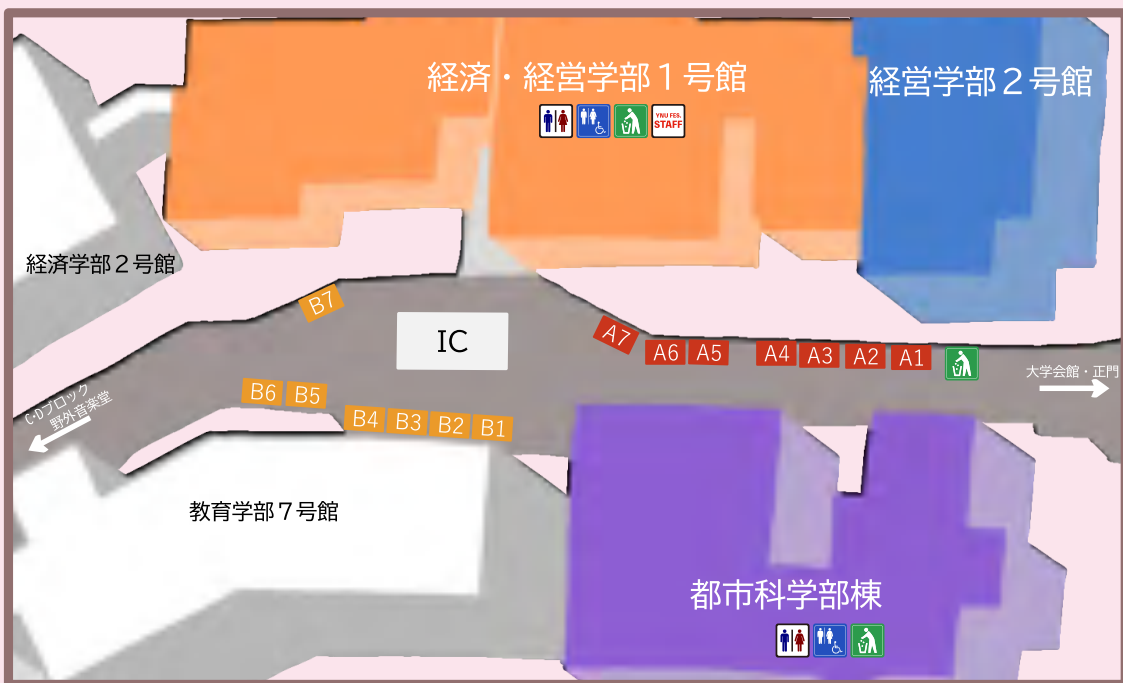 経済・経営学部１号館
経営学部２号館
YNU FES.
STAFF
経済学部２号館
B7
IC
A7
A6
A5
A4
A3
A2
A1
大学会館・正門
B6
B5
B4
B3
B2
B1
C・Dブロック
野外音楽堂
教育学部７号館
都市科学部棟